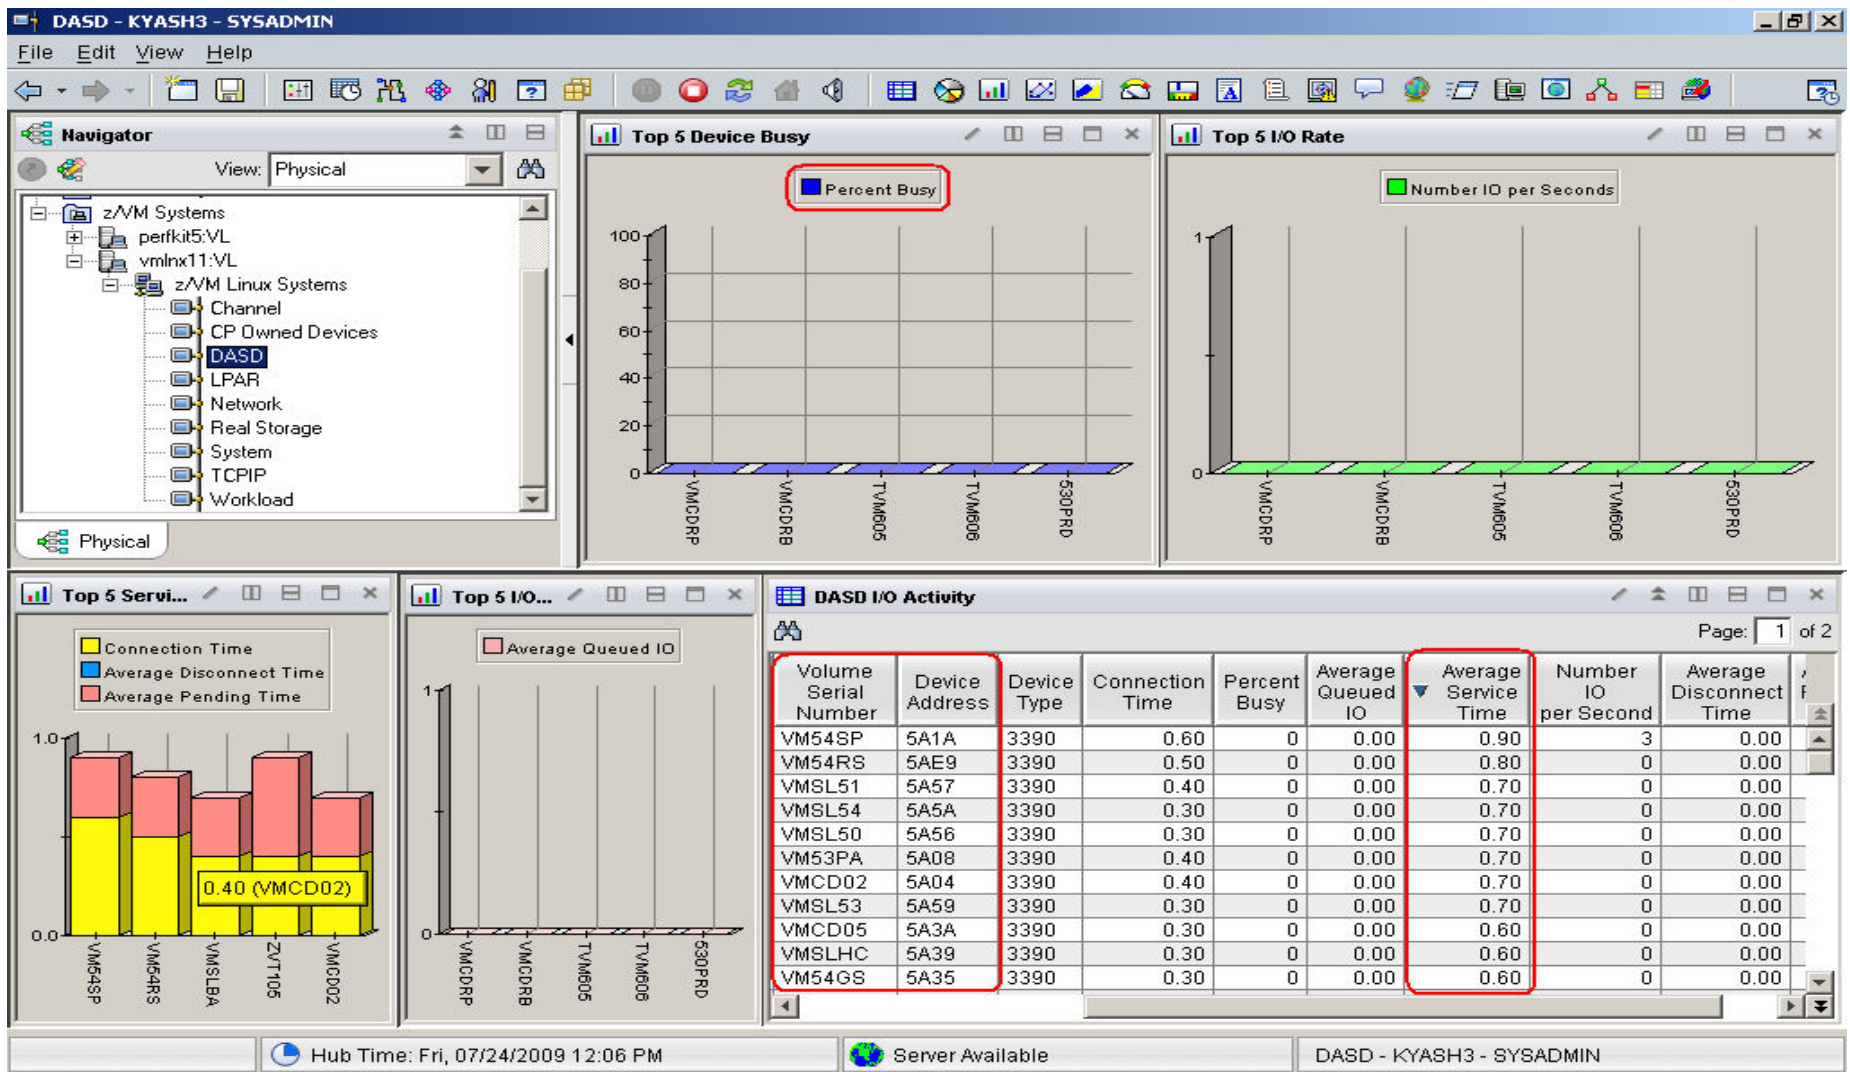 DASD - KYASH3 - SYSADMIN
File Edit View Help
Navigator
View: Physical
z/VM Systems
perfkit5:VL
vmlnx11:VL
z/VM Linux Systems
Channel
CP Owned Devices
DASD
LPAR
Network
Real Storage
System
TCPIP
Workload
Physical
Top 5 Device Busy
Percent Busy
100
80
60
40
20
0
VMCDRP
VMCDRB
TVM605
TVM606
530PRD
Top 5 I/O Rate
Number IO per Seconds
1
0
VMCDRP
VMCDRB
TVM605
TVM606
530PRD
Top 5 Servi...
Connection Time
Average Disconnect Time
Average Pending Time
1.0
0.0
0.40 (VMCD02)
VM54SP
VM54RS
VMSLBA
ZVT105
VMCD02
Top 5 I/O...
Average Queued IO
1
0
VMCDRP
VMCDRB
TVM605
TVM606
530PRD
DASD I/O Activity
Page: 1 of 2
Volume Serial Number Device Address Device Type Connection Time Percent Busy Average Queued IO Average Service Time Number IO per Second Average Disconnect Time
VM54SP 5A1A 3390 0.60 0 0.00 0.90 3 0.00
VM54RS 5AE9 3390 0.50 0 0.00 0.80 0 0.00
VMSL51 5A57 3390 0.40 0 0.00 0.70 0 0.00
VMSL54 5A5A 3390 0.30 0 0.00 0.70 0 0.00
VMSL50 5A56 3390 0.30 0 0.00 0.70 0 0.00
VM53PA 5A08 3390 0.40 0 0.00 0.70 0 0.00
VMCD02 5A04 3390 0.40 0 0.00 0.70 0 0.00
VMSL53 5A59 3390 0.30 0 0.00 0.70 0 0.00
VMCD05 5A3A 3390 0.30 0 0.00 0.60 0 0.00
VMSLHC 5A39 3390 0.30 0 0.00 0.60 0 0.00
VM54GS 5A35 3390 0.30 0 0.00 0.60 0 0.00
Hub Time: Fri, 07/24/2009 12:06 PM
Server Available
DASD - KYASH3 - SYSADMIN